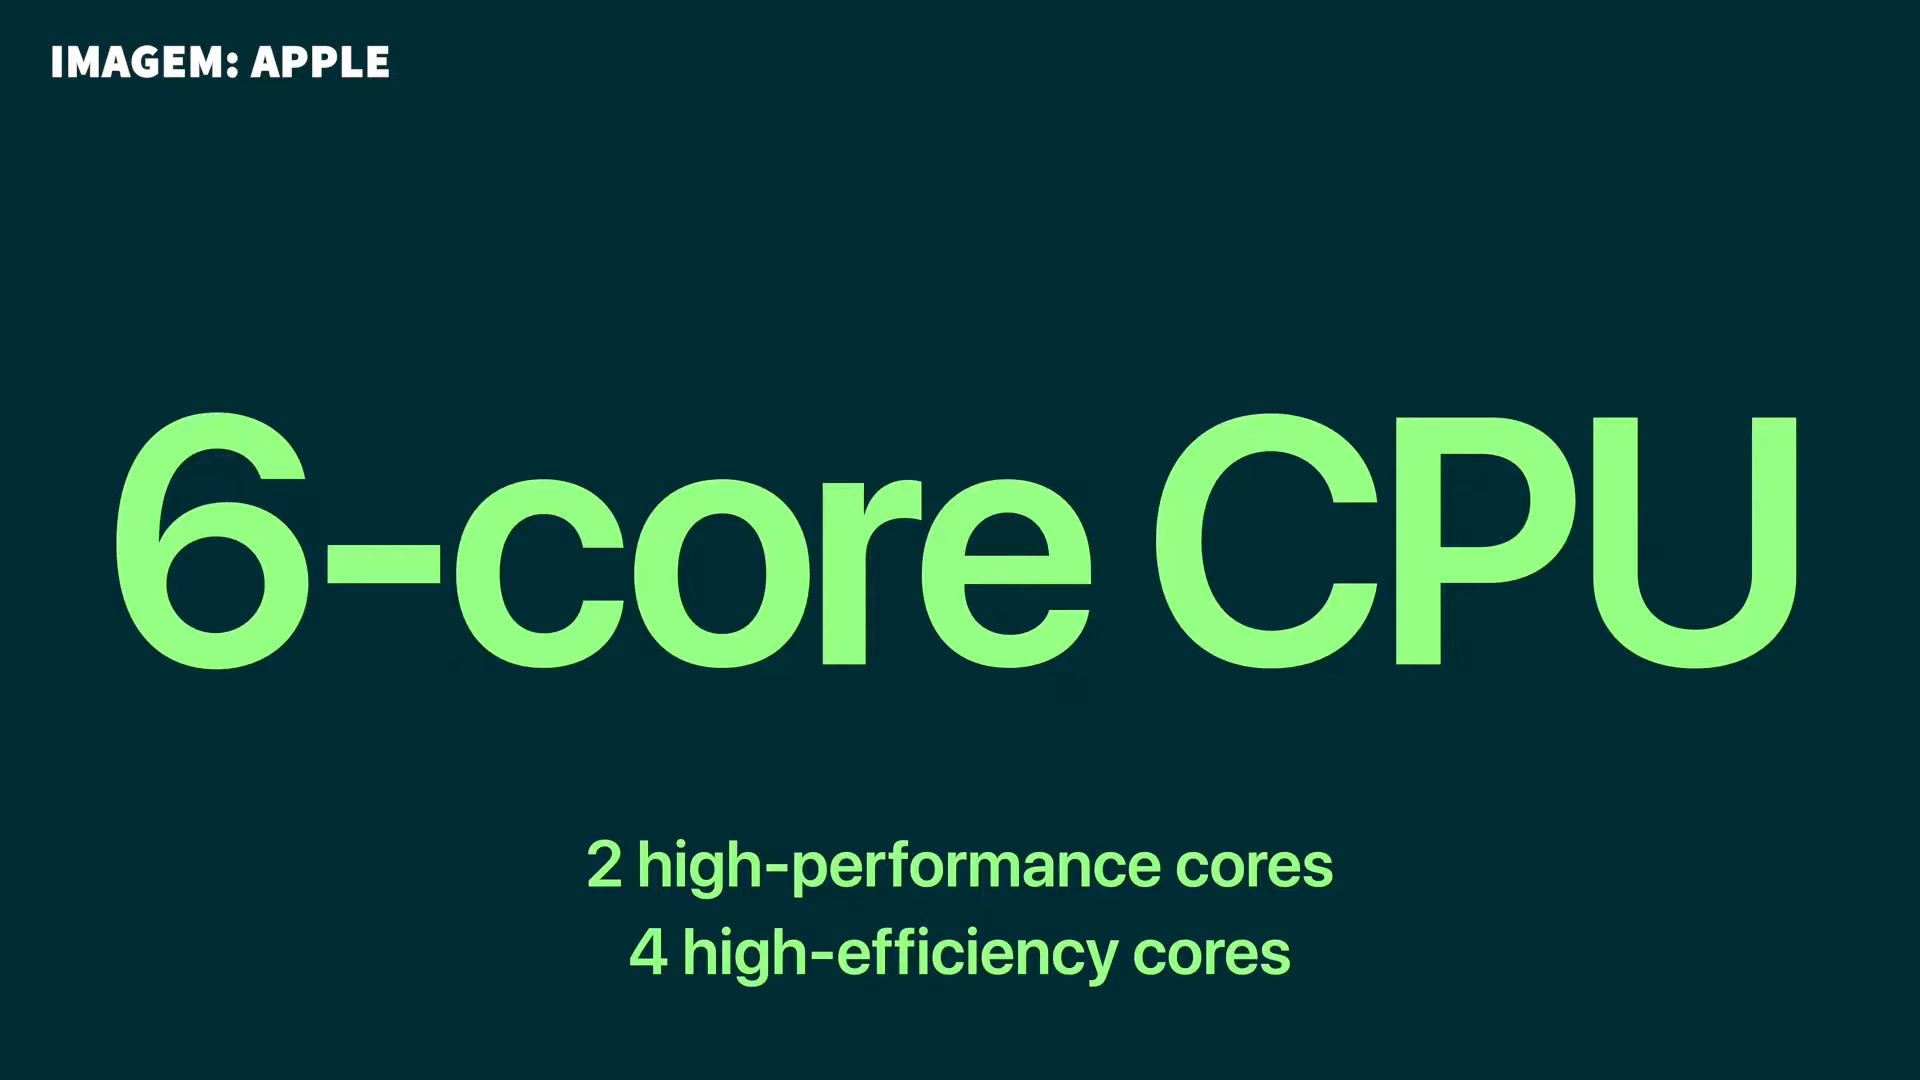 IMAGEM: APPLE
6-core CPU
2 high-performance cores
4 high-efficiency cores